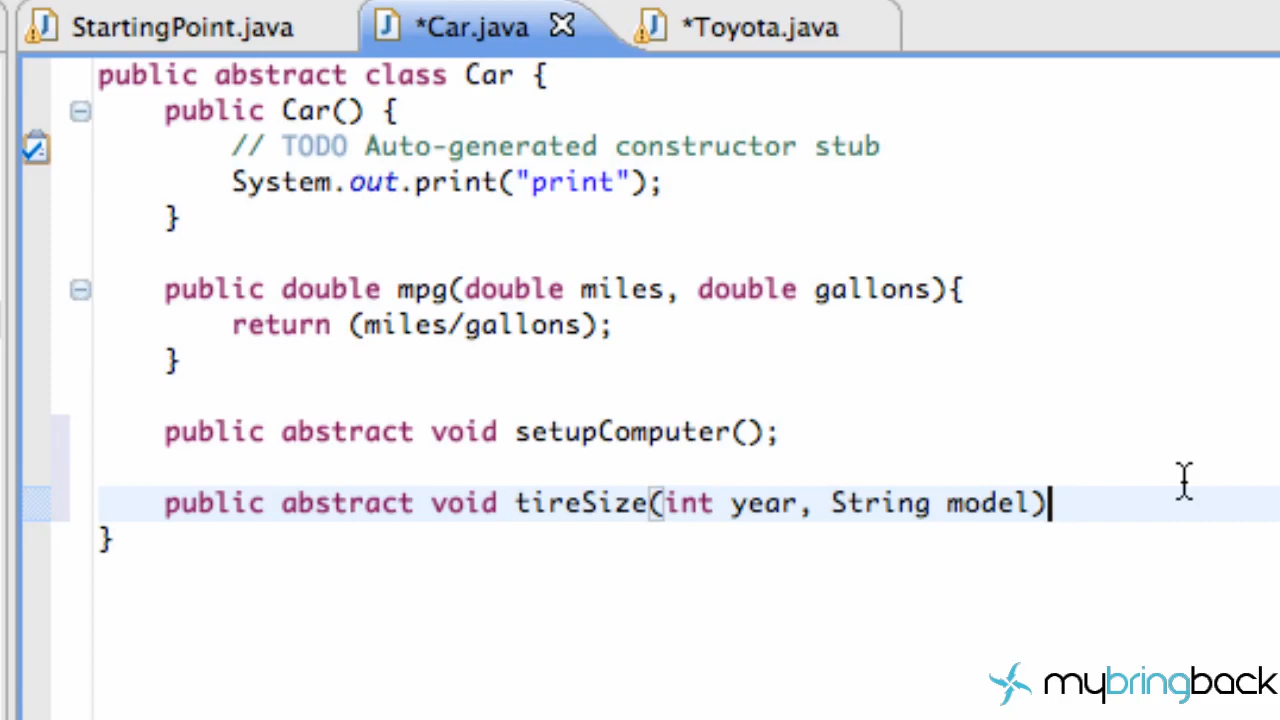 StartingPoint.java *Car.java *Toyota.java
public abstract class Car {
public Car() {
// TODO Auto-generated constructor stub
System.out.print("print");
}
public double mpg(double miles, double gallons){
return (miles/gallons);
}
public abstract void setupComputer();
public abstract void tireSize(int year, String model)
}
mybringback